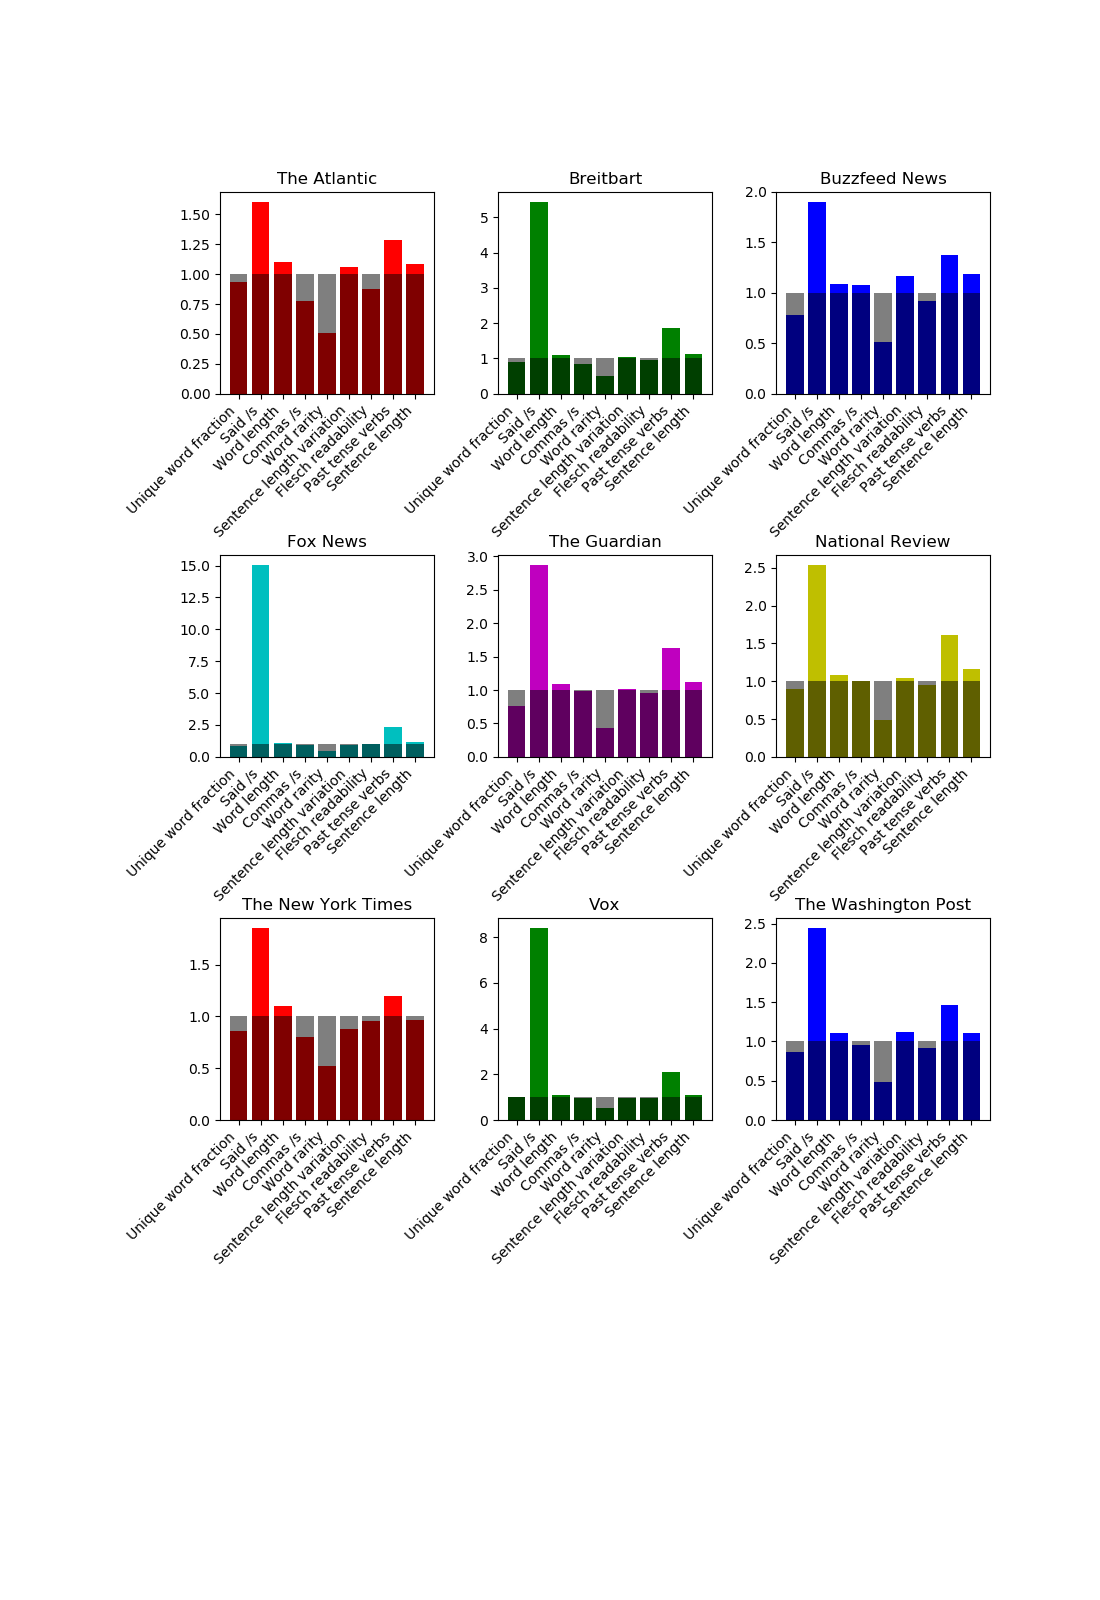 The Atlantic
1.50
1.25
1.00
0.75
0.50
0.25
0.00
Unique word fraction
Said /s
Word length
Commas /s
Word rarity
Sentence length variation
Flesch readability
Past tense verbs
Sentence length
Breitbart
5
4
3
2
1
0
Unique word fraction
Said /s
Word length
Commas /s
Word rarity
Sentence length variation
Flesch readability
Past tense verbs
Sentence length
Buzzfeed News
2.0
1.5
1.0
0.5
0.0
Unique word fraction
Said /s
Word length
Commas /s
Word rarity
Sentence length variation
Flesch readability
Past tense verbs
Sentence length
Fox News
15.0
12.5
10.0
7.5
5.0
2.5
0.0
Unique word fraction
Said /s
Word length
Commas /s
Word rarity
Sentence length variation
Flesch readability
Past tense verbs
Sentence length
The Guardian
3.0
2.5
2.0
1.5
1.0
0.5
0.0
Unique word fraction
Said /s
Word length
Commas /s
Word rarity
Sentence length variation
Flesch readability
Past tense verbs
Sentence length
National Review
2.5
2.0
1.5
1.0
0.5
0.0
Unique word fraction
Said /s
Word length
Commas /s
Word rarity
Sentence length variation
Flesch readability
Past tense verbs
Sentence length
The New York Times
1.5
1.0
0.5
0.0
Unique word fraction
Said /s
Word length
Commas /s
Word rarity
Sentence length variation
Flesch readability
Past tense verbs
Sentence length
Vox
8
6
4
2
0
Unique word fraction
Said /s
Word length
Commas /s
Word rarity
Sentence length variation
Flesch readability
Past tense verbs
Sentence length
The Washington Post
2.5
2.0
1.5
1.0
0.5
0.0
Unique word fraction
Said /s
Word length
Commas /s
Word rarity
Sentence length variation
Flesch readability
Past tense verbs
Sentence length